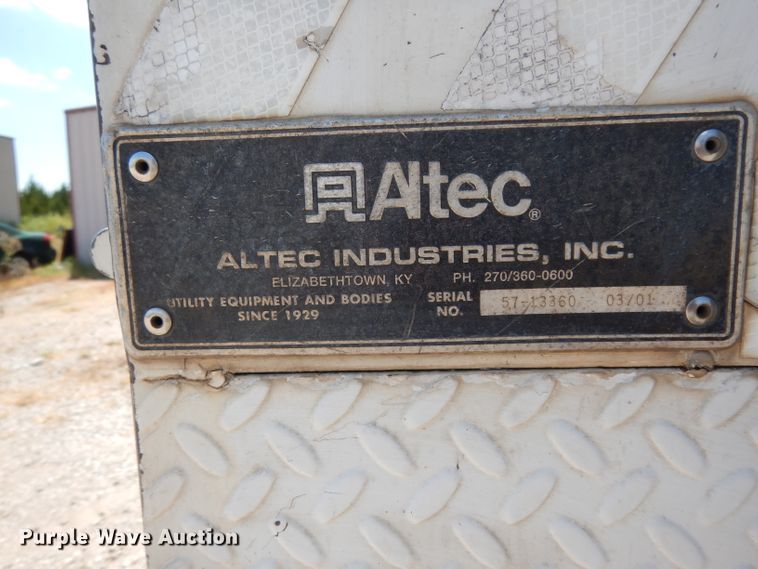 Altec®
ALTEC INDUSTRIES, INC.
ELIZABETHTOWN, KY PH. 270/360-0600
UTILITY EQUIPMENT AND BODIES
SINCE 1929
SERIAL NO. 57-13360 03/01
Purple Wave Auction